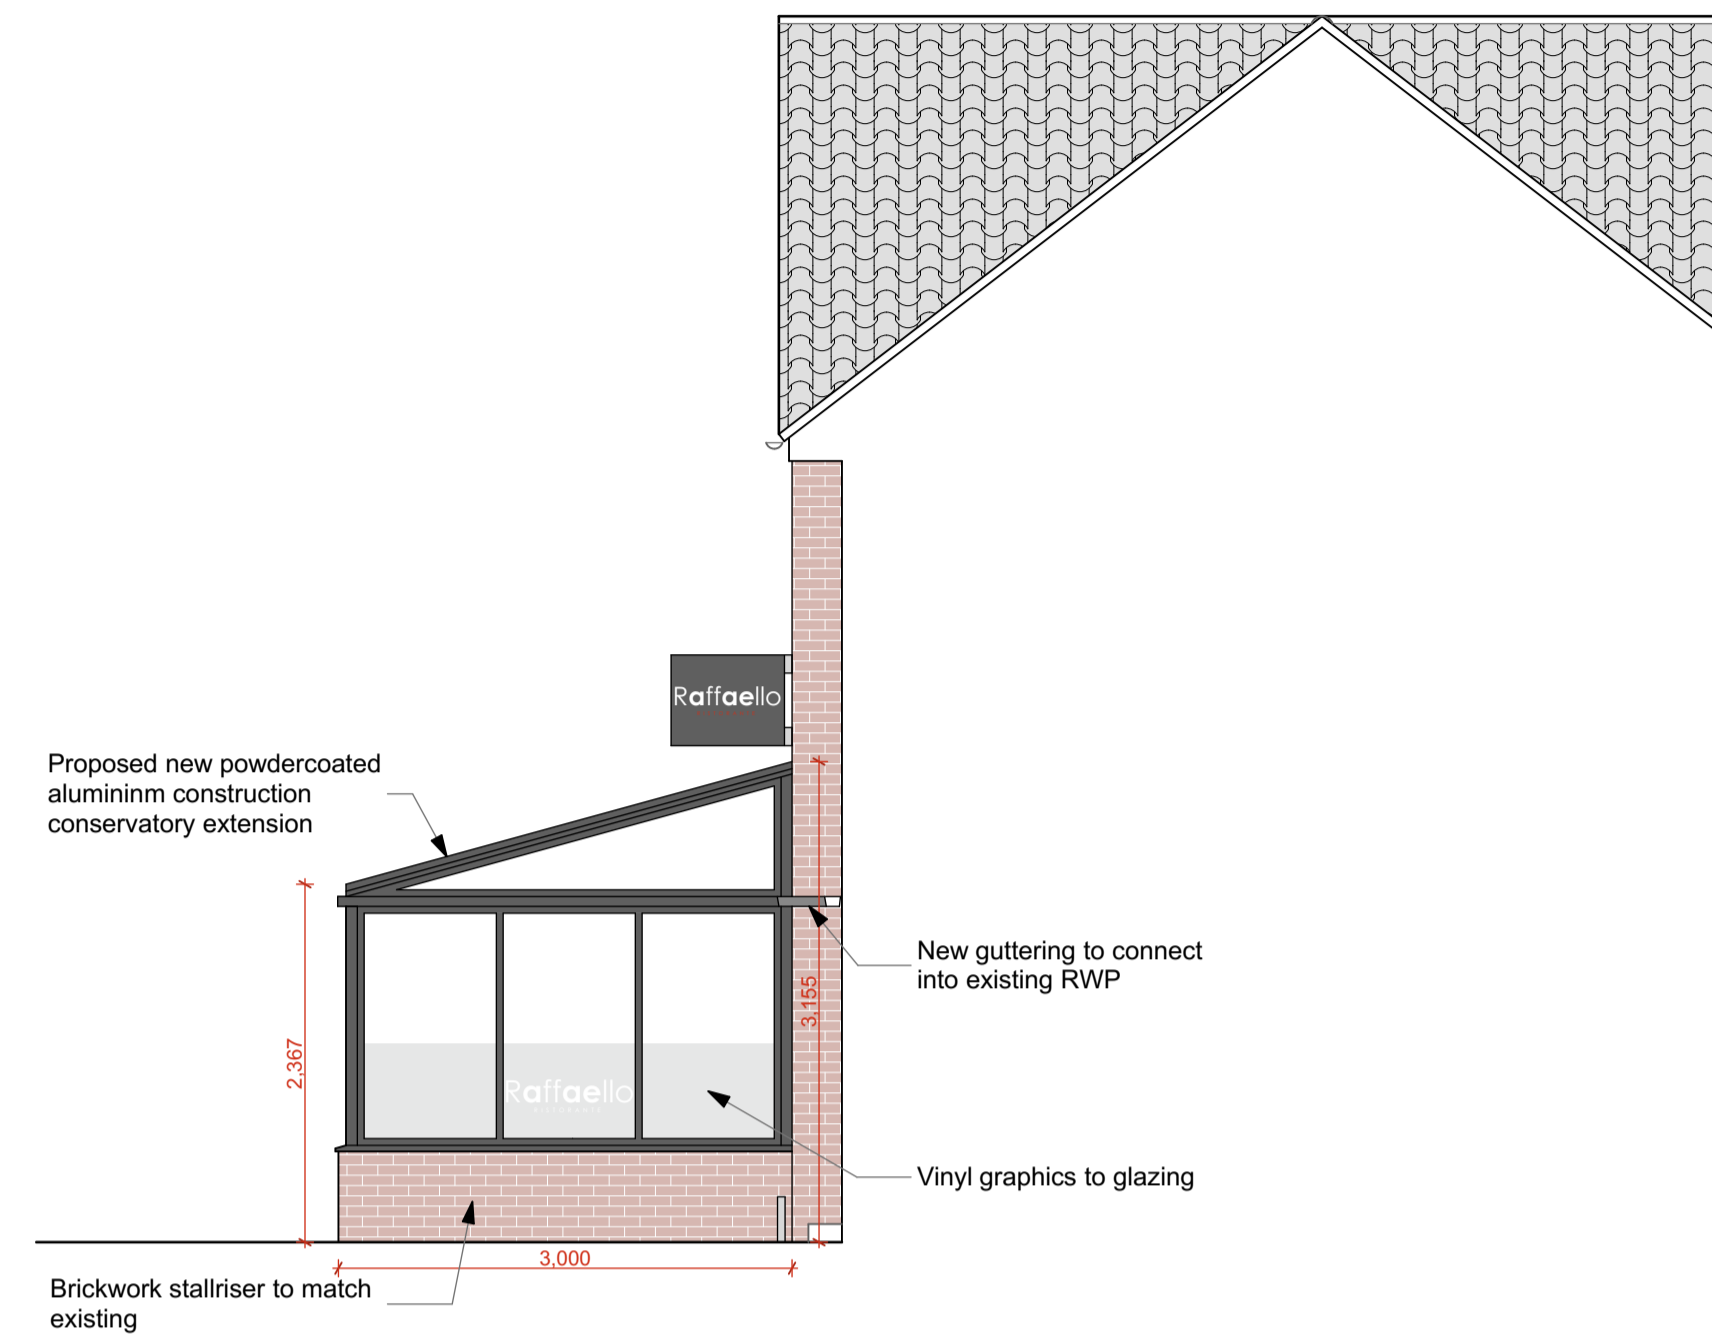 Raffaello
Proposed new powdercoated
alumininm construction
conservatory extension
New guttering to connect
into existing RWP
3,155
2,367
Raffaello
Vinyl graphics to glazing
3,000
Brickwork stallriser to match
existing